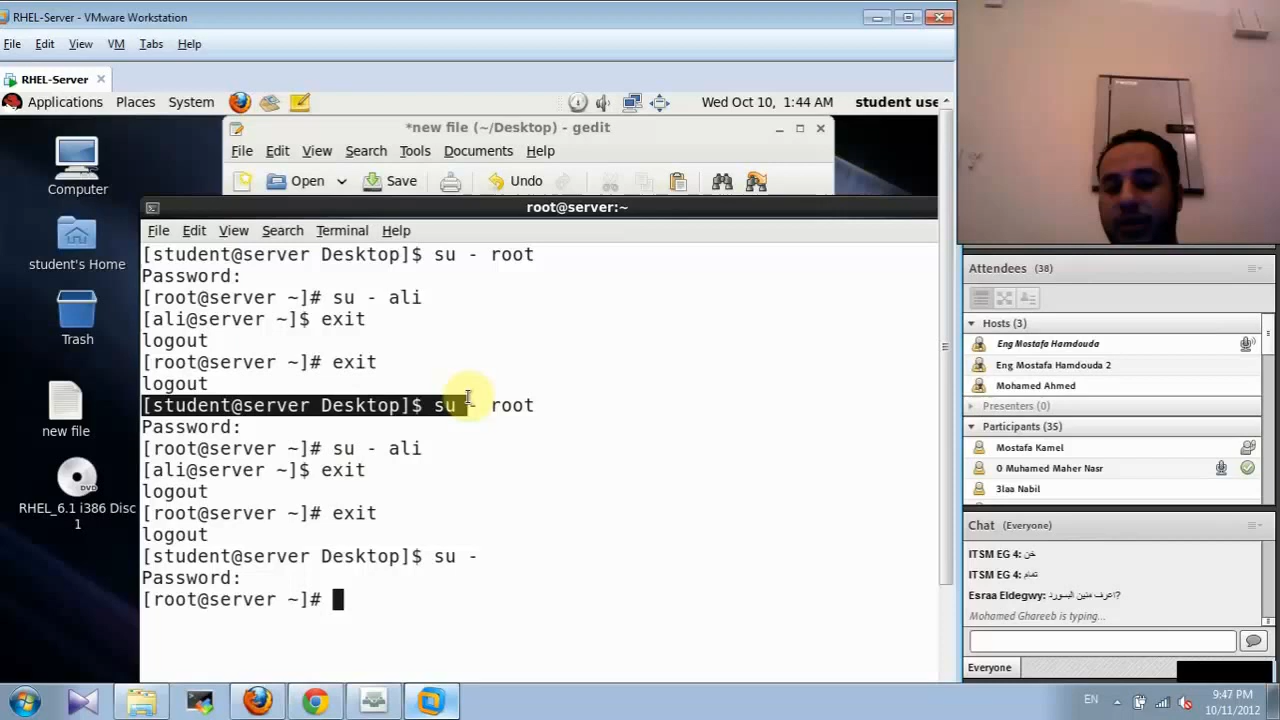 RHEL-Server - VMware Workstation
File Edit View VM Tabs Help
RHEL-Server
Applications Places System Wed Oct 10, 1:44 AM student use
*new file (~/Desktop) - gedit
File Edit View Search Tools Documents Help
Open Save Undo
root@server:~
File Edit View Search Terminal Help
[student@server Desktop]$ su - root
Password:
[root@server ~]# su - ali
[ali@server ~]$ exit
logout
[root@server ~]# exit
logout
[student@server Desktop]$ su - root
Password:
[root@server ~]# su - ali
[ali@server ~]$ exit
logout
[root@server ~]# exit
logout
[student@server Desktop]$ su -
Password:
[root@server ~]#
Computer
student's Home
Trash
new file
RHEL_6.1 i386 Disc
1
Attendees (38)
Hosts (3)
Eng Mostafa Hamdouda
Eng Mostafa Hamdouda 2
Mohamed Ahmed
Presenters (0)
Participants (35)
Mostafa Kamel
0 Muhamed Maher Nasr
3laa Nabil
Chat (Everyone)
ITSM EG 4: خن
ITSM EG 4: تمام
Esraa Eldegwy: اعرف منين البسورد?
Mohamed Ghareeb is typing...
Everyone
EN
9:47 PM
10/11/2012